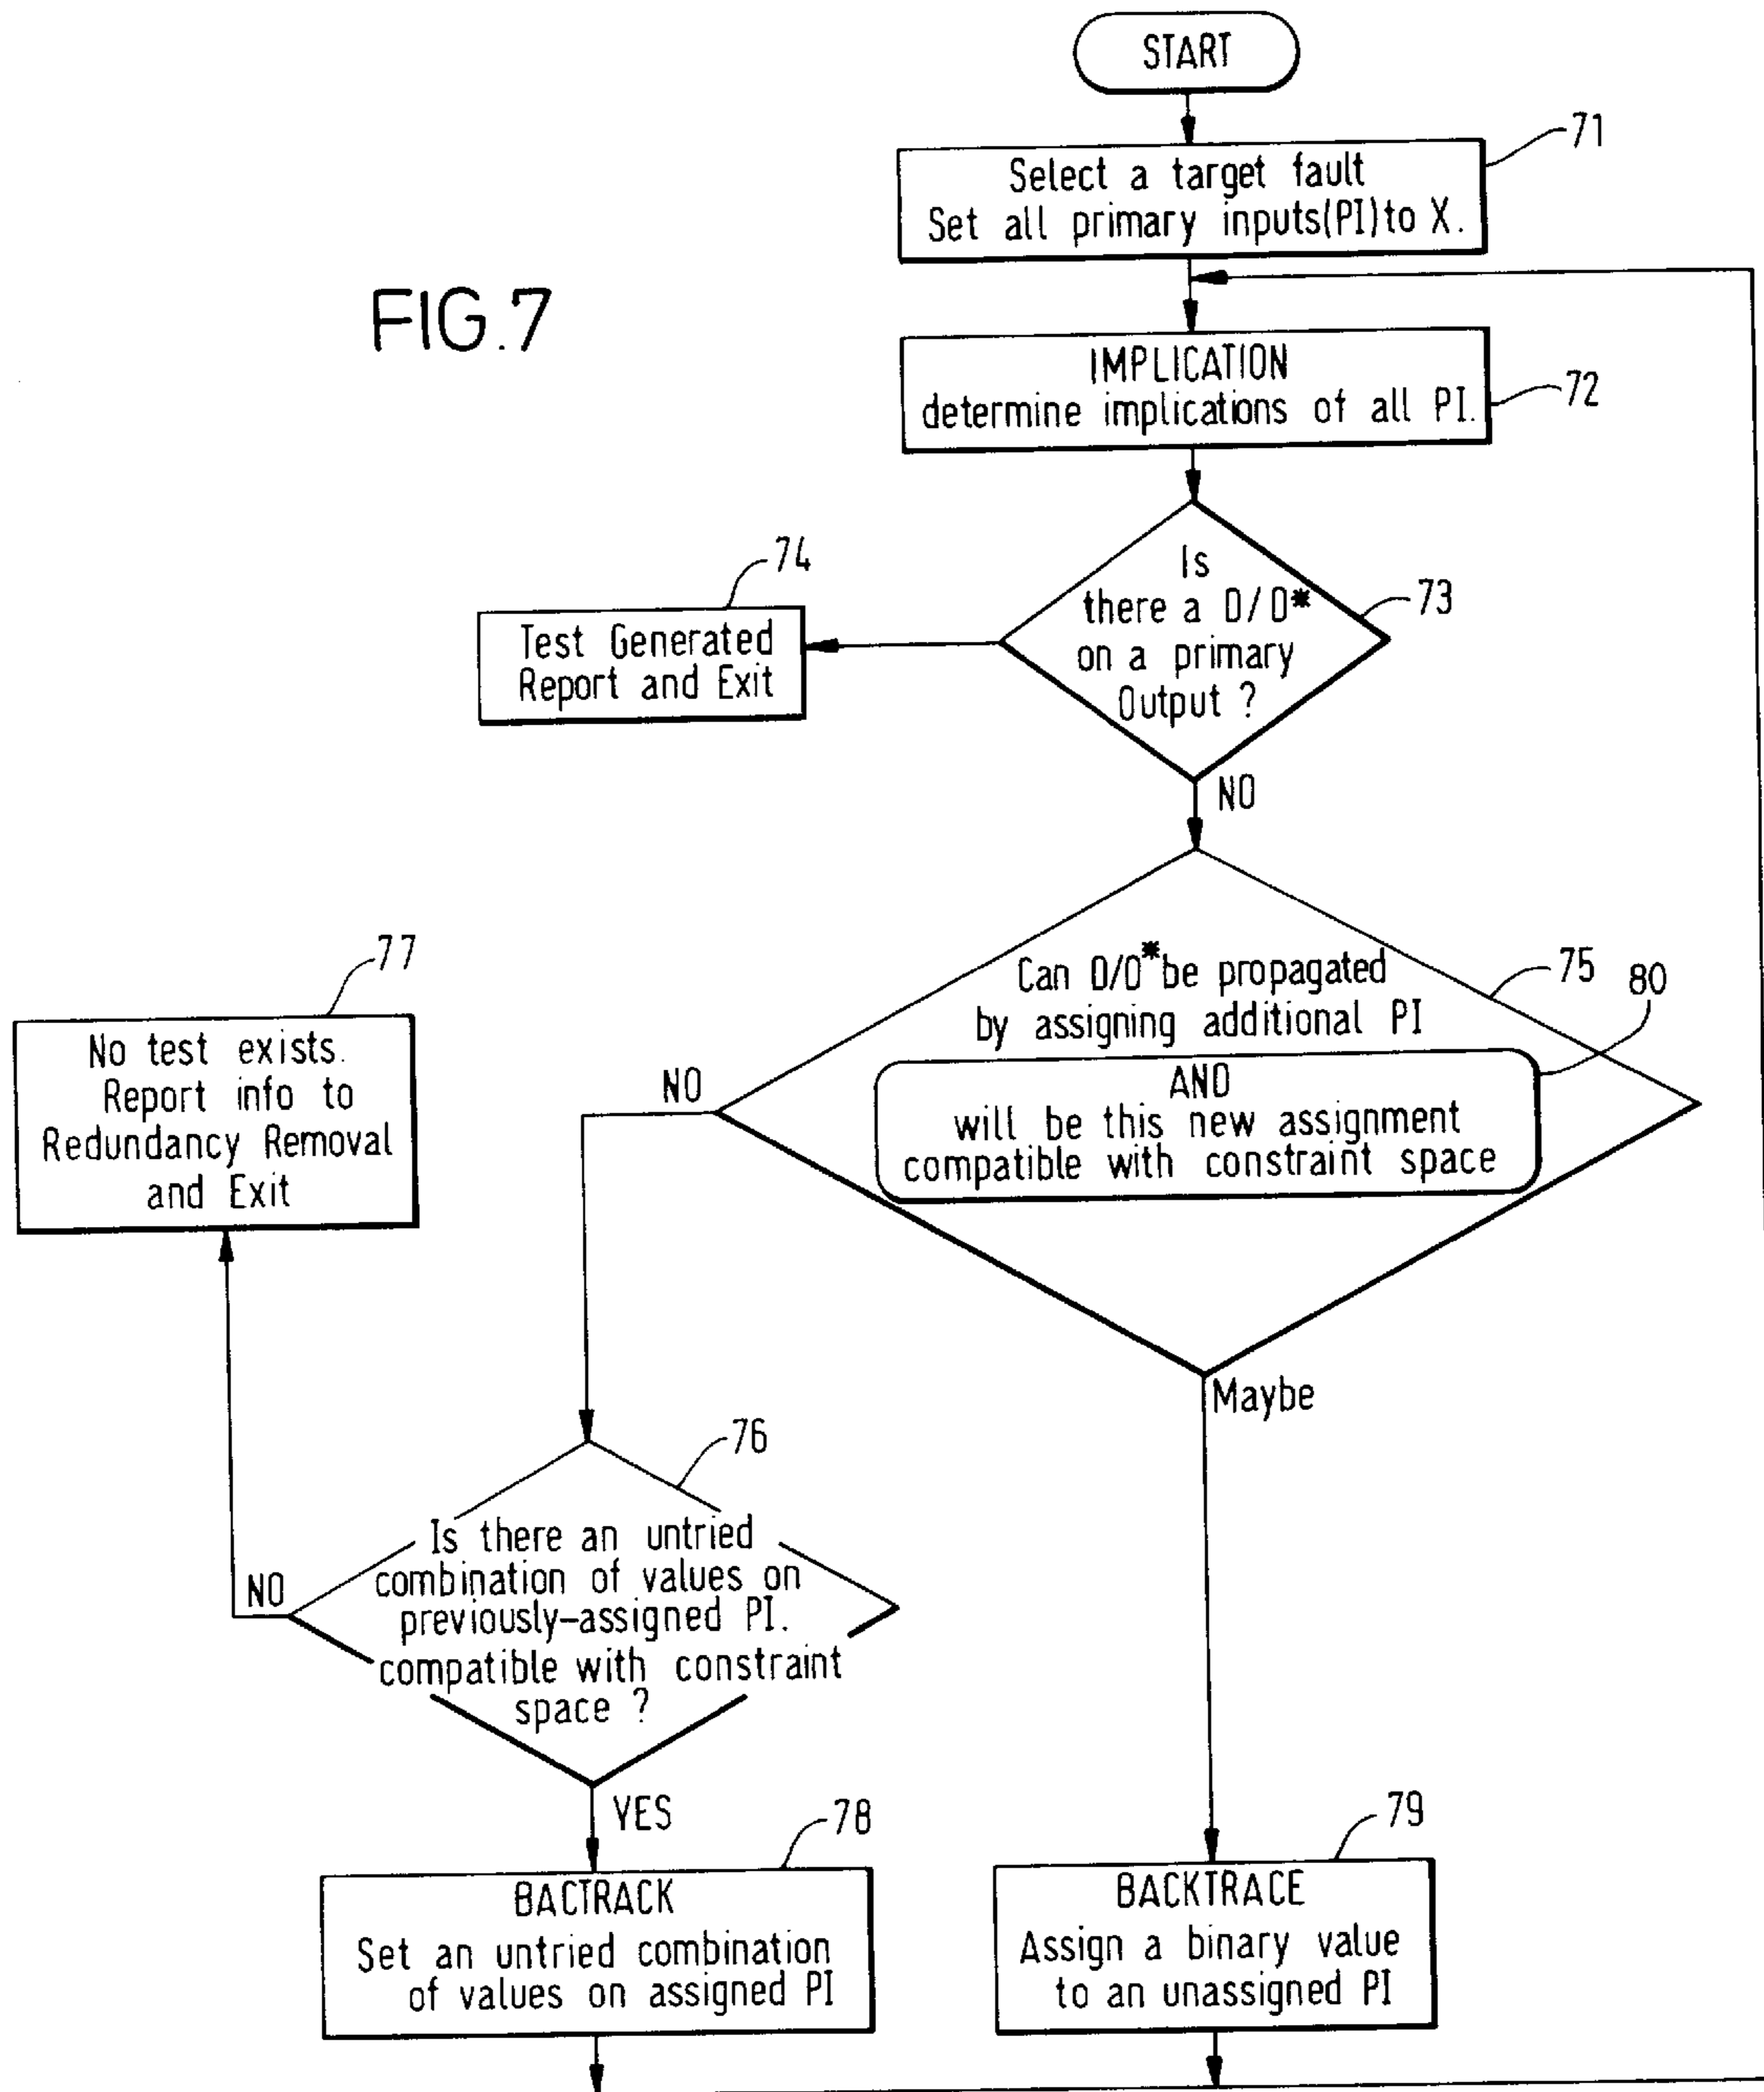 START
71
Select a target fault
Set all primary inputs(PI)to X.
FIG.7
IMPLICATION
determine implications of all PI.
72
74
Is
there a D/D*
on a primary
Output ?
73
Test Generated
Report and Exit
NO
77
Can D/D* be propagated
by assigning additional PI
75
80
No test exists.
Report info to
Redundancy Removal
and Exit
NO
AND
will be this new assignment
compatible with constraint space
Maybe
76
Is there an untried
combination of values on
previously-assigned PI.
compatible with constraint
space ?
NO
YES
78
79
BACTRACK
Set an untried combination
of values on assigned PI
BACKTRACE
Assign a binary value
to an unassigned PI